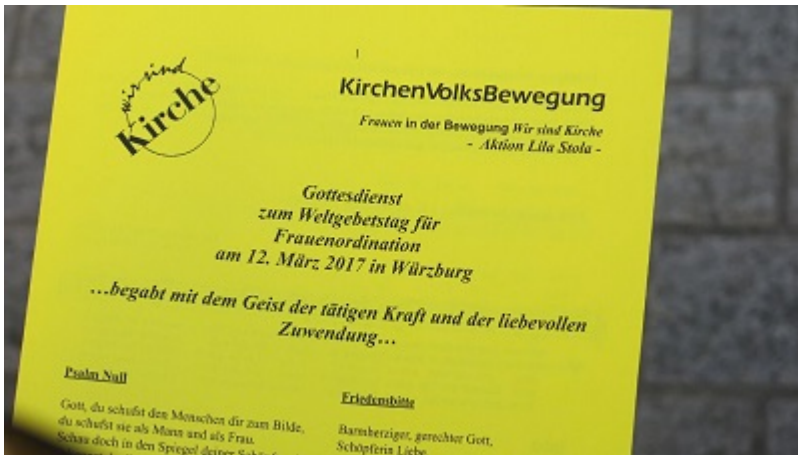 wir sind
Kirche
KirchenVolksBewegung
Frauen in der Bewegung Wir sind Kirche
- Aktion Lila Stola -
Gottesdienst
zum Weltgebetstag für
Frauenordination
am 12. März 2017 in Würzburg
…begabt mit dem Geist der tätigen Kraft und der liebevollen
Zuwendung…
Psalm Null
Gott, du schufst den Menschen dir zum Bilde,
du schufst sie als Mann und als Frau.
Schau doch in den Spiegel deiner
Friedensbitte
Barmherziger, gerechter Gott,
Schöpferin Liebe